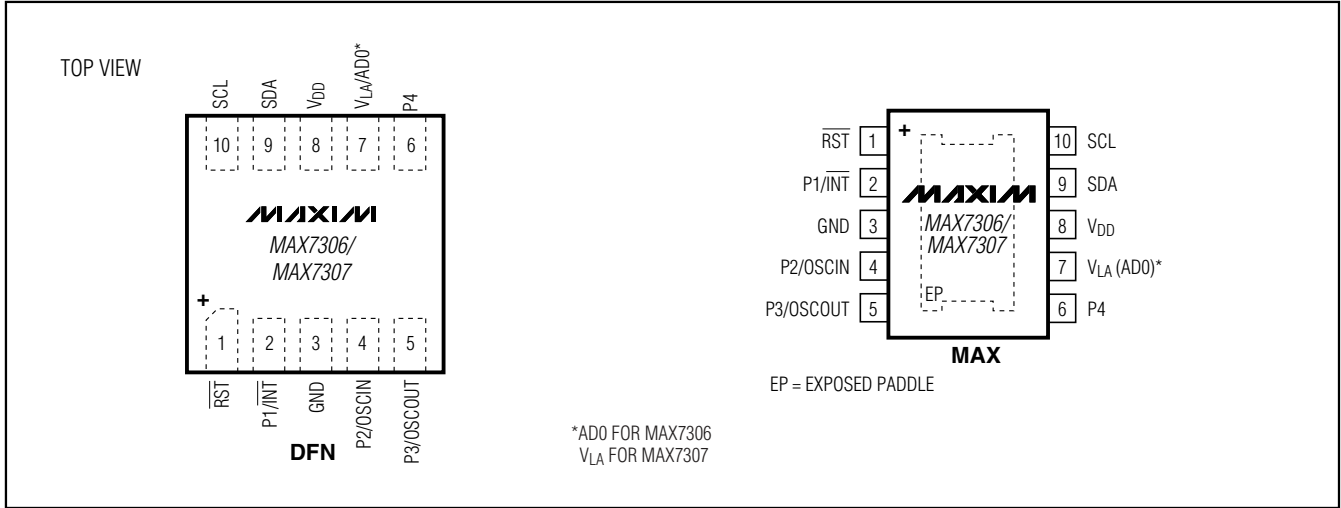 TOP VIEW
SCL
SDA
VDD
VLA/AD0*
P4
10
9
8
7
6
MAXIM
MAX7306/
MAX7307
+
1
2
3
4
5
RST
P1/INT
GND
P2/OSCIN
P3/OSCOUT
DFN
*AD0 FOR MAX7306
VLA FOR MAX7307
RST 1 + 10 SCL
P1/INT 2 9 SDA
MAXIM
GND 3 MAX7306/ 8 VDD
MAX7307
P2/OSCIN 4 7 VLA (AD0)*
P3/OSCOUT 5 EP 6 P4
MAX
EP = EXPOSED PADDLE